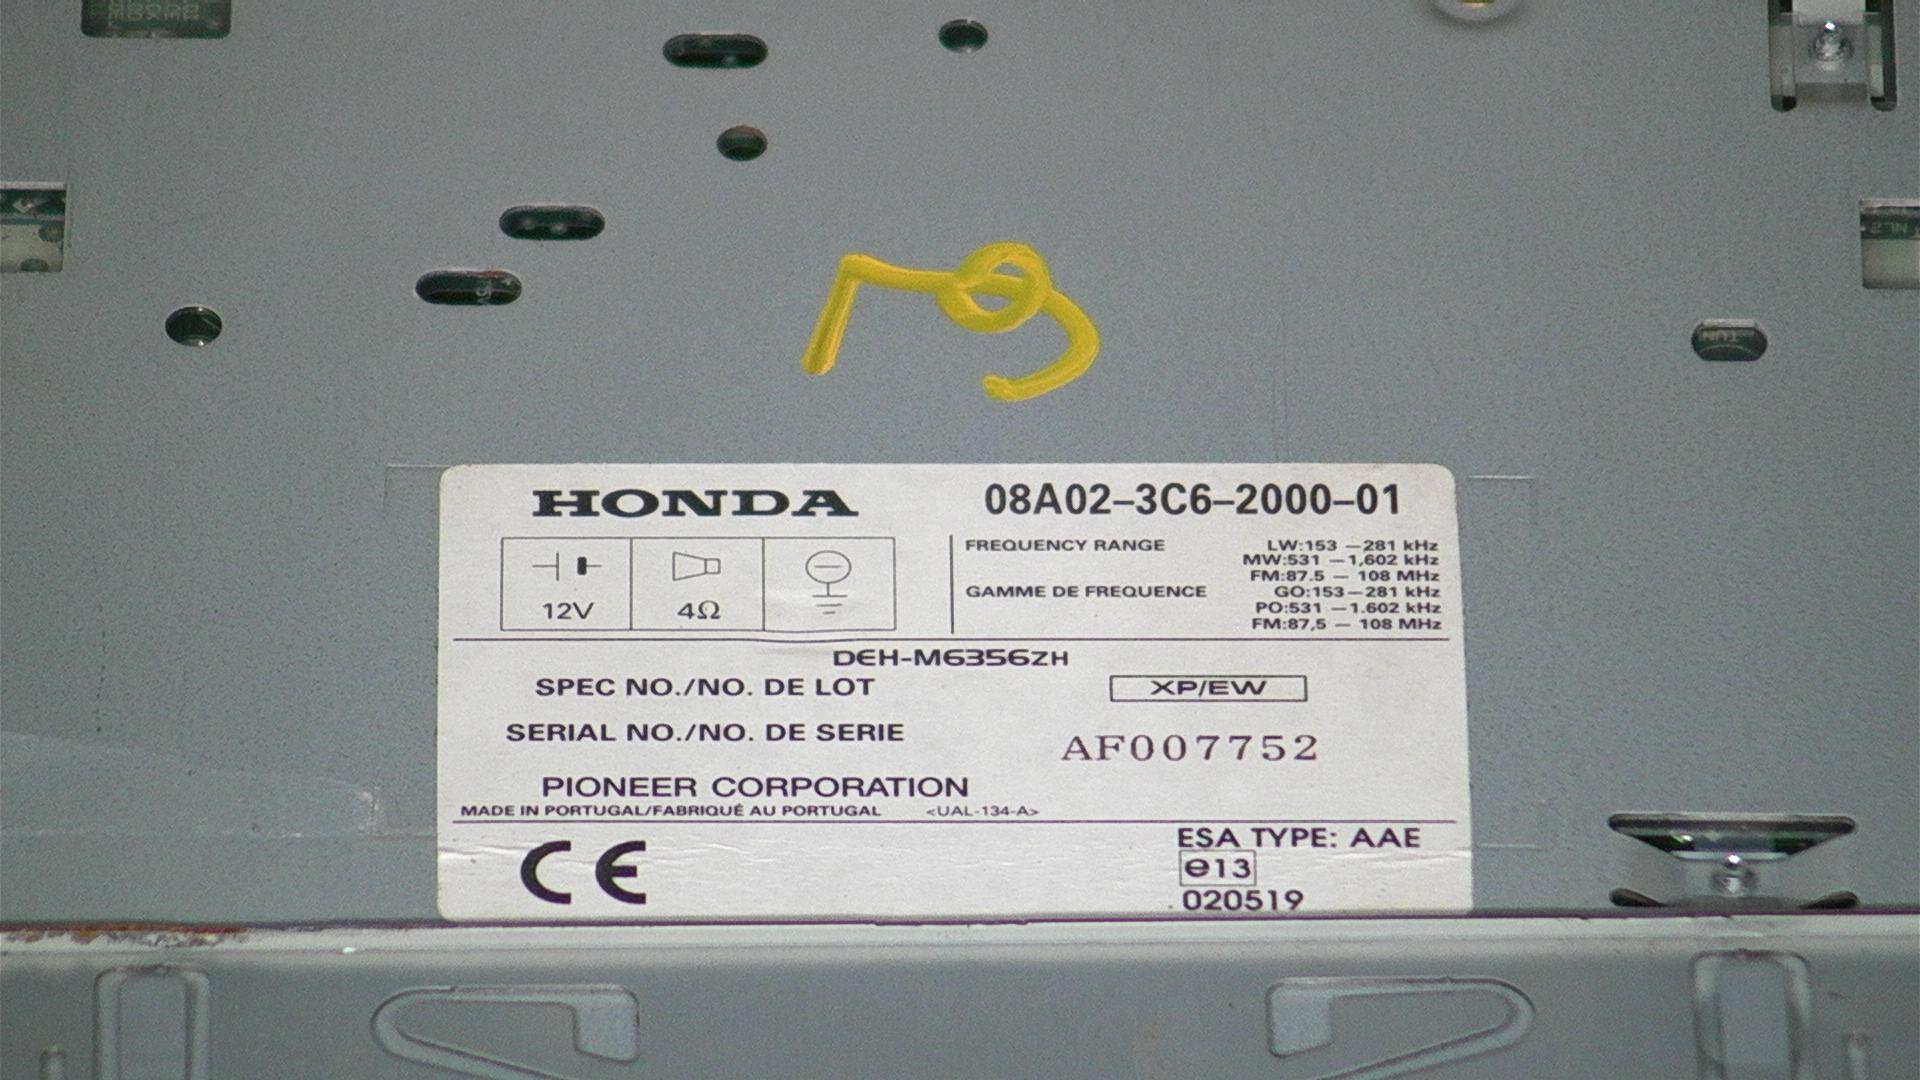 HONDA
08A02–3C6–2000–01
12V
4Ω
FREQUENCY RANGE
LW:153 – 281 kHz
MW:531 – 1,602 kHz
FM:87.5 – 108 MHz
GAMME DE FREQUENCE
GO:153 – 281 kHz
PO:531 – 1.602 kHz
FM:87,5 – 108 MHz
DEH-M6356ZH
SPEC NO./NO. DE LOT
XP/EW
SERIAL NO./NO. DE SERIE
AF007752
PIONEER CORPORATION
MADE IN PORTUGAL/FABRIQUÉ AU PORTUGAL <UAL-134-A>
CE
ESA TYPE: AAE
e13
020519